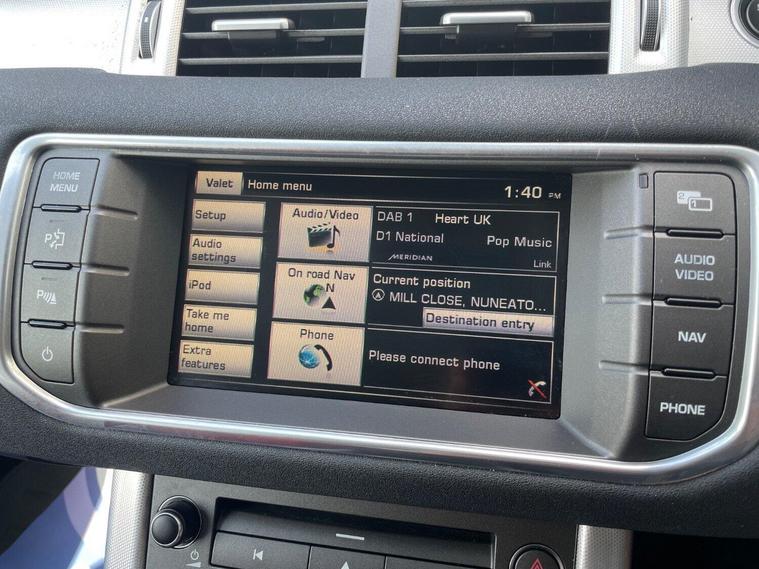 HOME
MENU
P
P
Valet
Home menu
1:40 PM
Setup
Audio
settings
iPod
Take me
home
Extra
features
Audio/Video
DAB 1 Heart UK
D1 National Pop Music
MERIDIAN
Link
On road Nav
N
Current position
MILL CLOSE, NUNEATO...
Destination entry
Phone
Please connect phone
2
1
AUDIO
VIDEO
NAV
PHONE